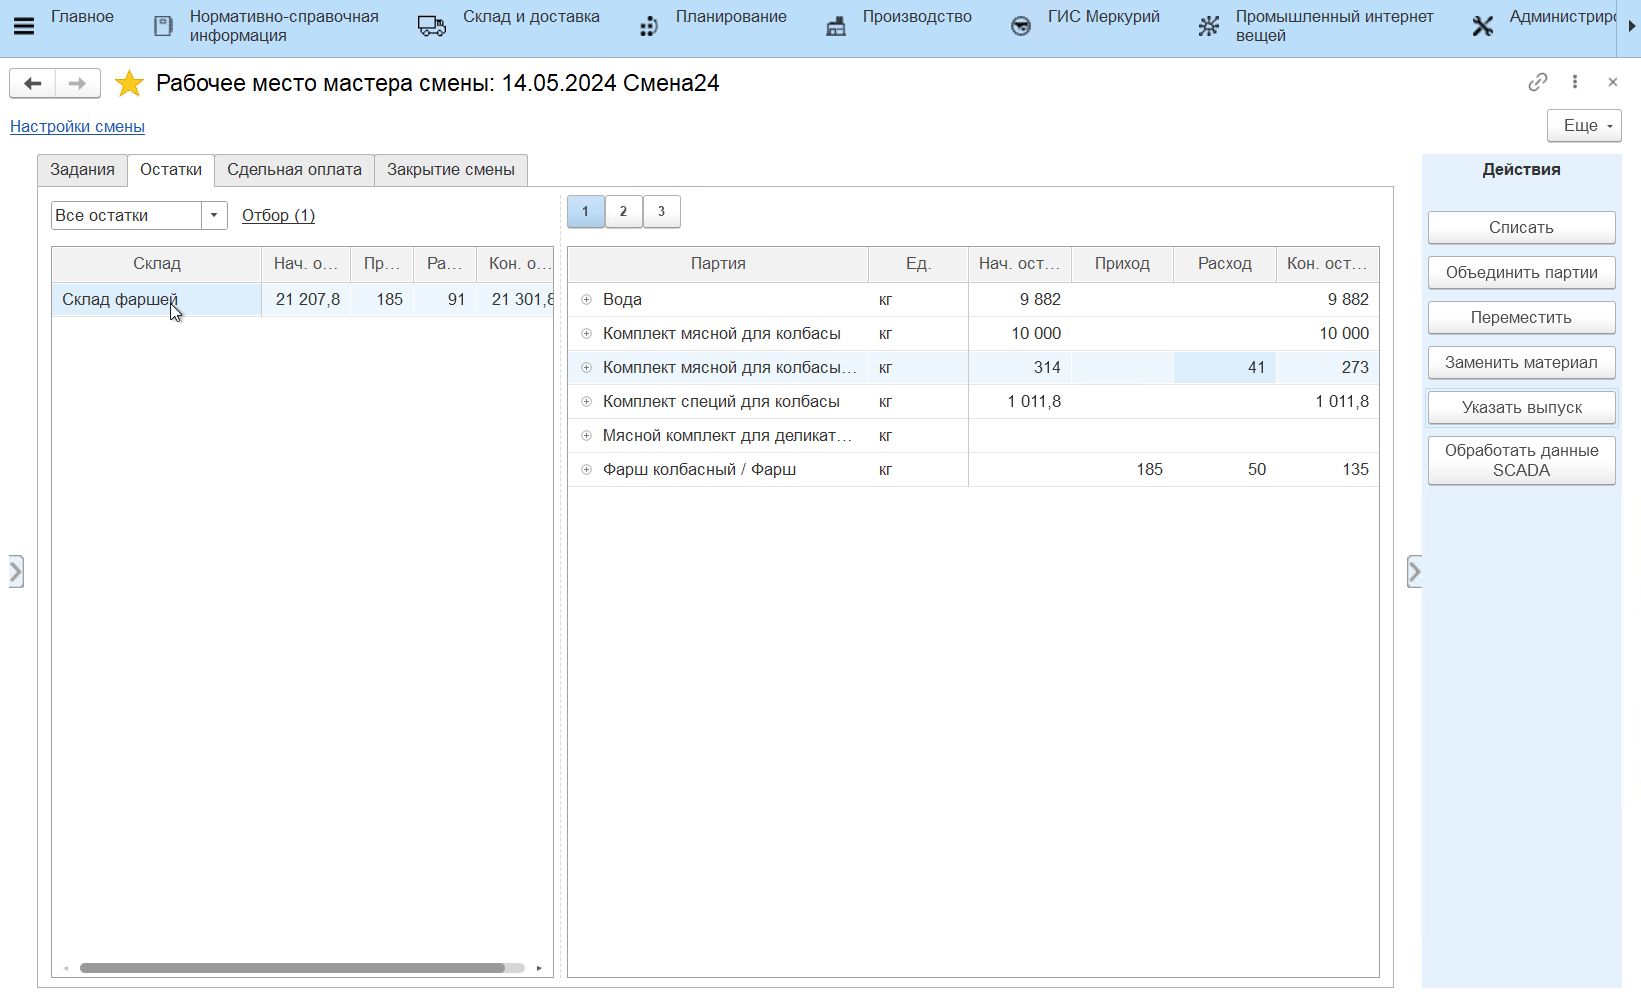 Главное
Нормативно-справочная
информация
Склад и доставка
Планирование
Производство
ГИС Меркурий
Промышленный интернет
вещей
Администриро
Рабочее место мастера смены: 14.05.2024 Смена24
Настройки смены
Еще
Задания Остатки Сдельная оплата Закрытие смены
Все остатки Отбор (1)
Склад Нач. о... Пр... Ра... Кон. о...
Склад фаршей 21 207,8 185 91 21 301,8
1 2 3
Партия Ед. Нач. ост... Приход Расход Кон. ост...
Вода кг 9 882 9 882
Комплект мясной для колбасы кг 10 000 10 000
Комплект мясной для колбасы... кг 314 41 273
Комплект специй для колбасы кг 1 011,8 1 011,8
Мясной комплект для деликат... кг
Фарш колбасный / Фарш кг 185 50 135
Действия
Списать
Объединить партии
Переместить
Заменить материал
Указать выпуск
Обработать данные
SCADA